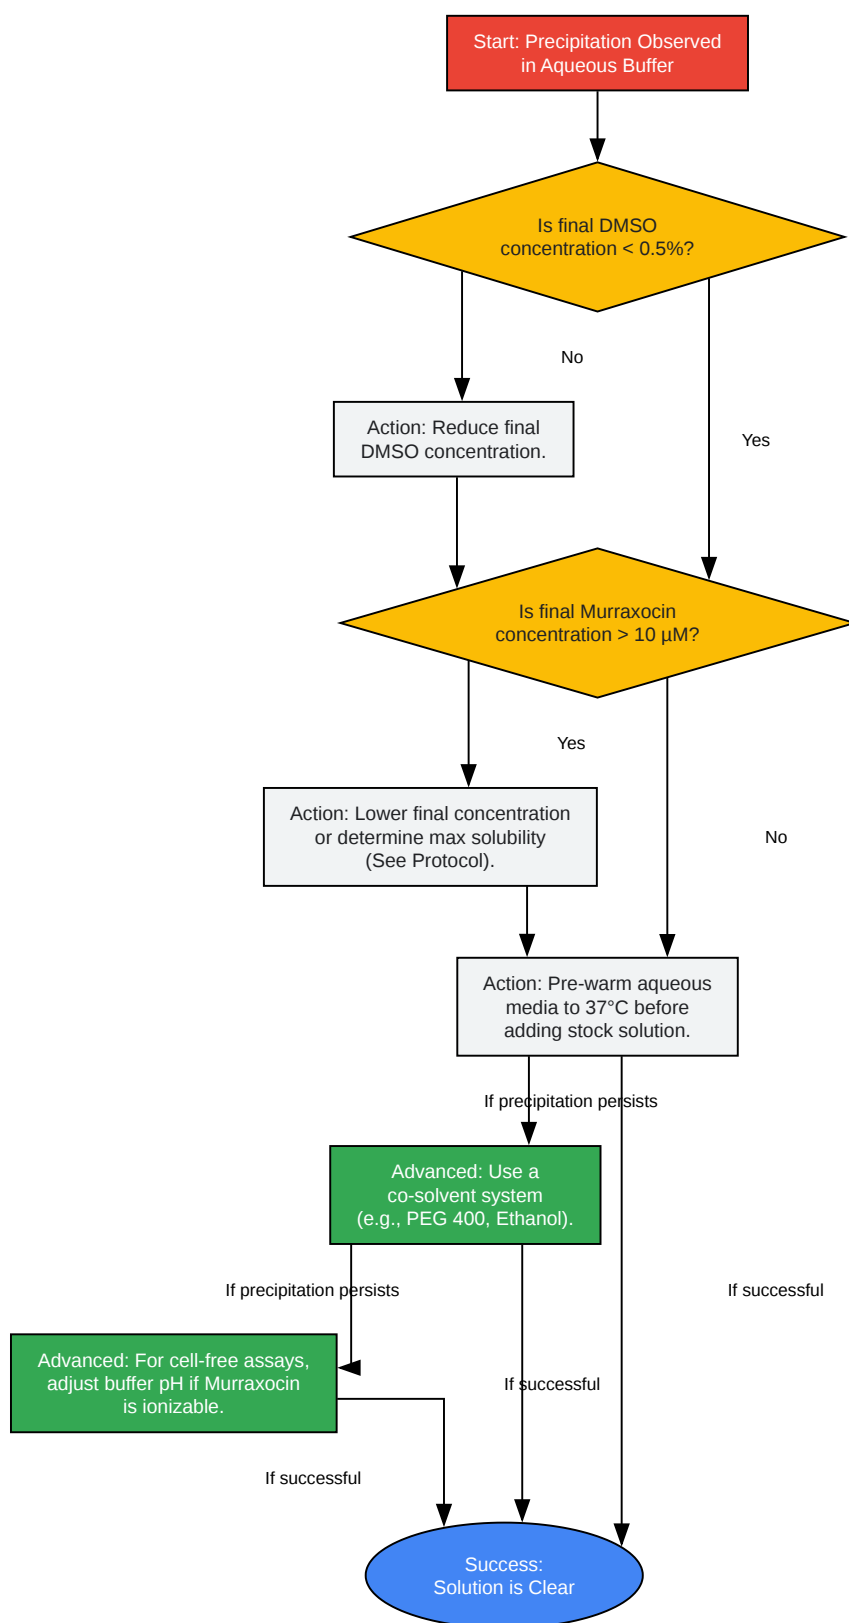 Start: Precipitation Observed
in Aqueous Buffer
Is final DMSO
concentration < 0.5%?
No
Action: Reduce final
DMSO concentration.
Yes
Is final Murraxocin
concentration > 10 µM?
Yes
Action: Lower final concentration
or determine max solubility
(See Protocol).
No
Action: Pre-warm aqueous
media to 37°C before
adding stock solution.
If precipitation persists
Advanced: Use a
co-solvent system
(e.g., PEG 400, Ethanol).
If precipitation persists
If successful
Advanced: For cell-free assays,
adjust buffer pH if Murraxocin
is ionizable.
If successful
If successful
Success:
Solution is Clear